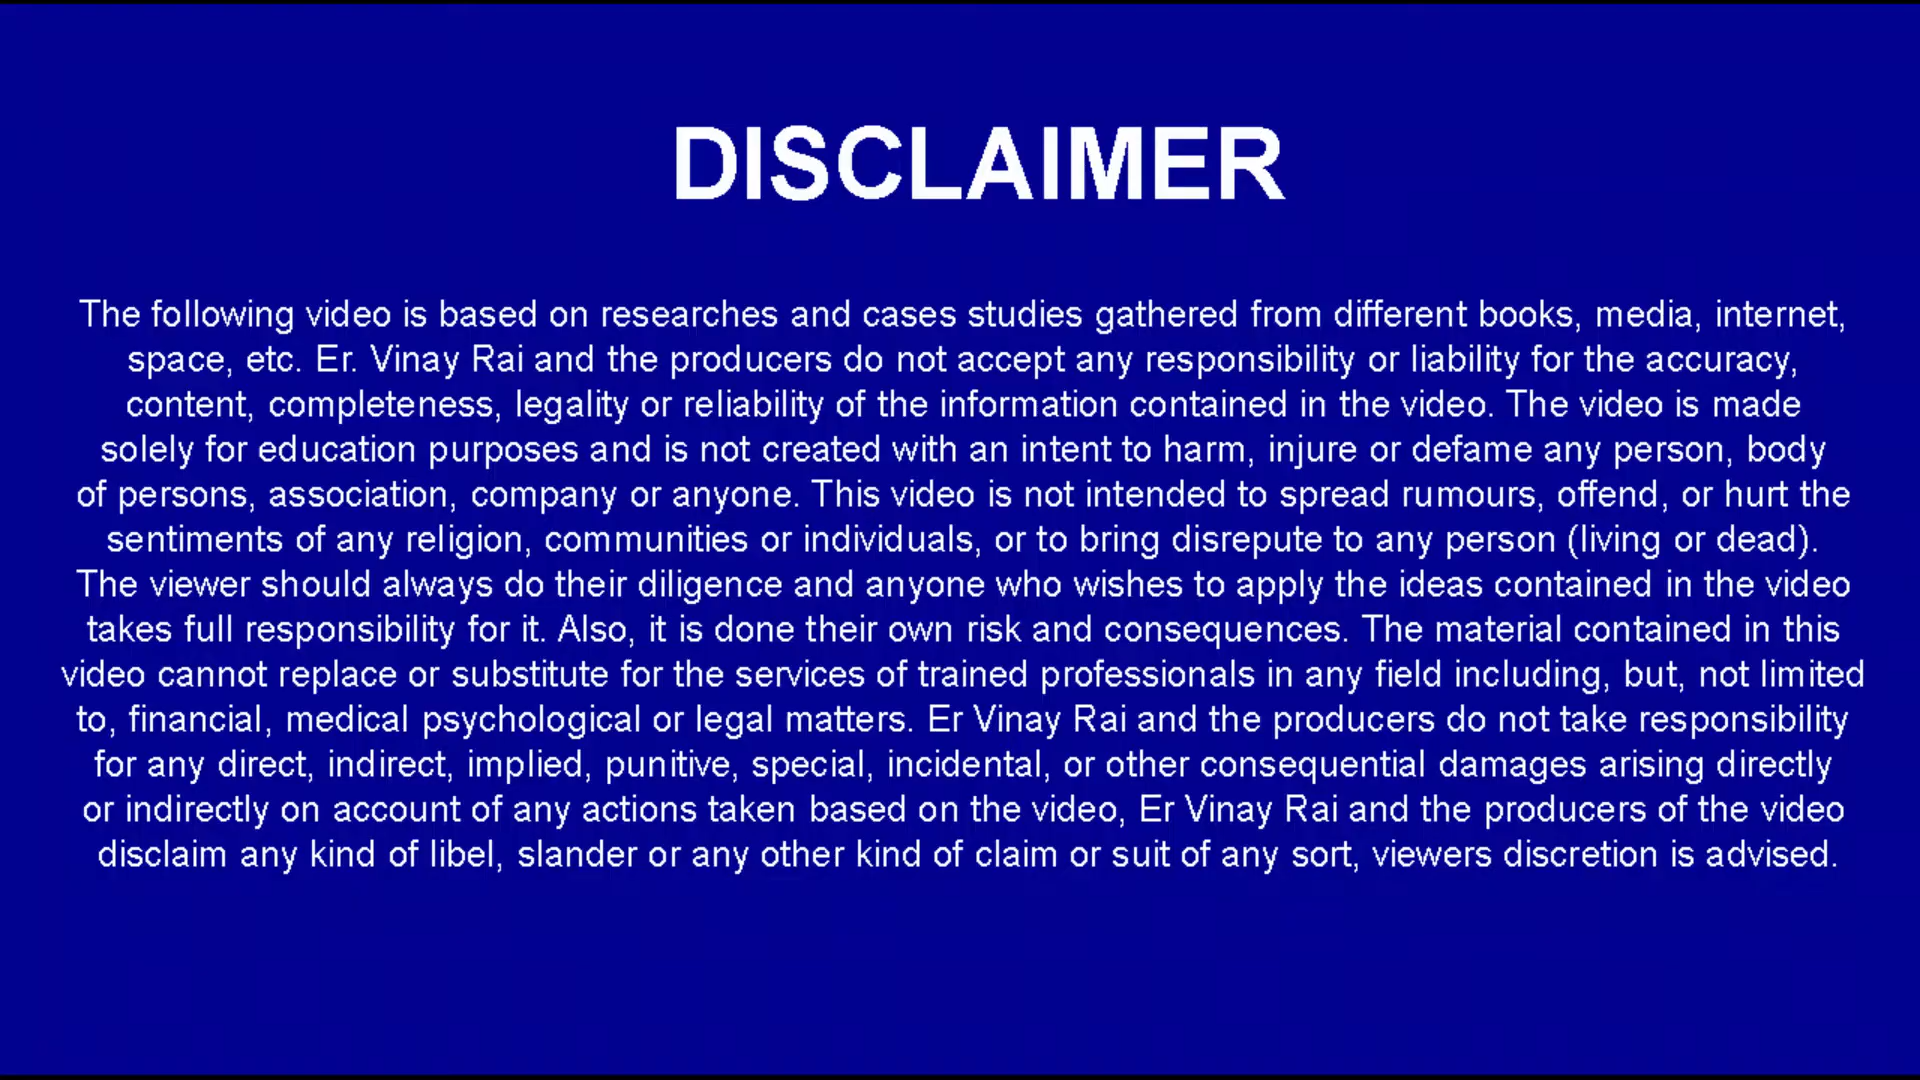 DISCLAIMER
The following video is based on researches and cases studies gathered from different books, media, internet,
space, etc. Er. Vinay Rai and the producers do not accept any responsibility or liability for the accuracy,
content, completeness, legality or reliability of the information contained in the video. The video is made
solely for education purposes and is not created with an intent to harm, injure or defame any person, body
of persons, association, company or anyone. This video is not intended to spread rumours, offend, or hurt the
sentiments of any religion, communities or individuals, or to bring disrepute to any person (living or dead).
The viewer should always do their diligence and anyone who wishes to apply the ideas contained in the video
takes full responsibility for it. Also, it is done their own risk and consequences. The material contained in this
video cannot replace or substitute for the services of trained professionals in any field including, but, not limited
to, financial, medical psychological or legal matters. Er Vinay Rai and the producers do not take responsibility
for any direct, indirect, implied, punitive, special, incidental, or other consequential damages arising directly
or indirectly on account of any actions taken based on the video, Er Vinay Rai and the producers of the video
disclaim any kind of libel, slander or any other kind of claim or suit of any sort, viewers discretion is advised.